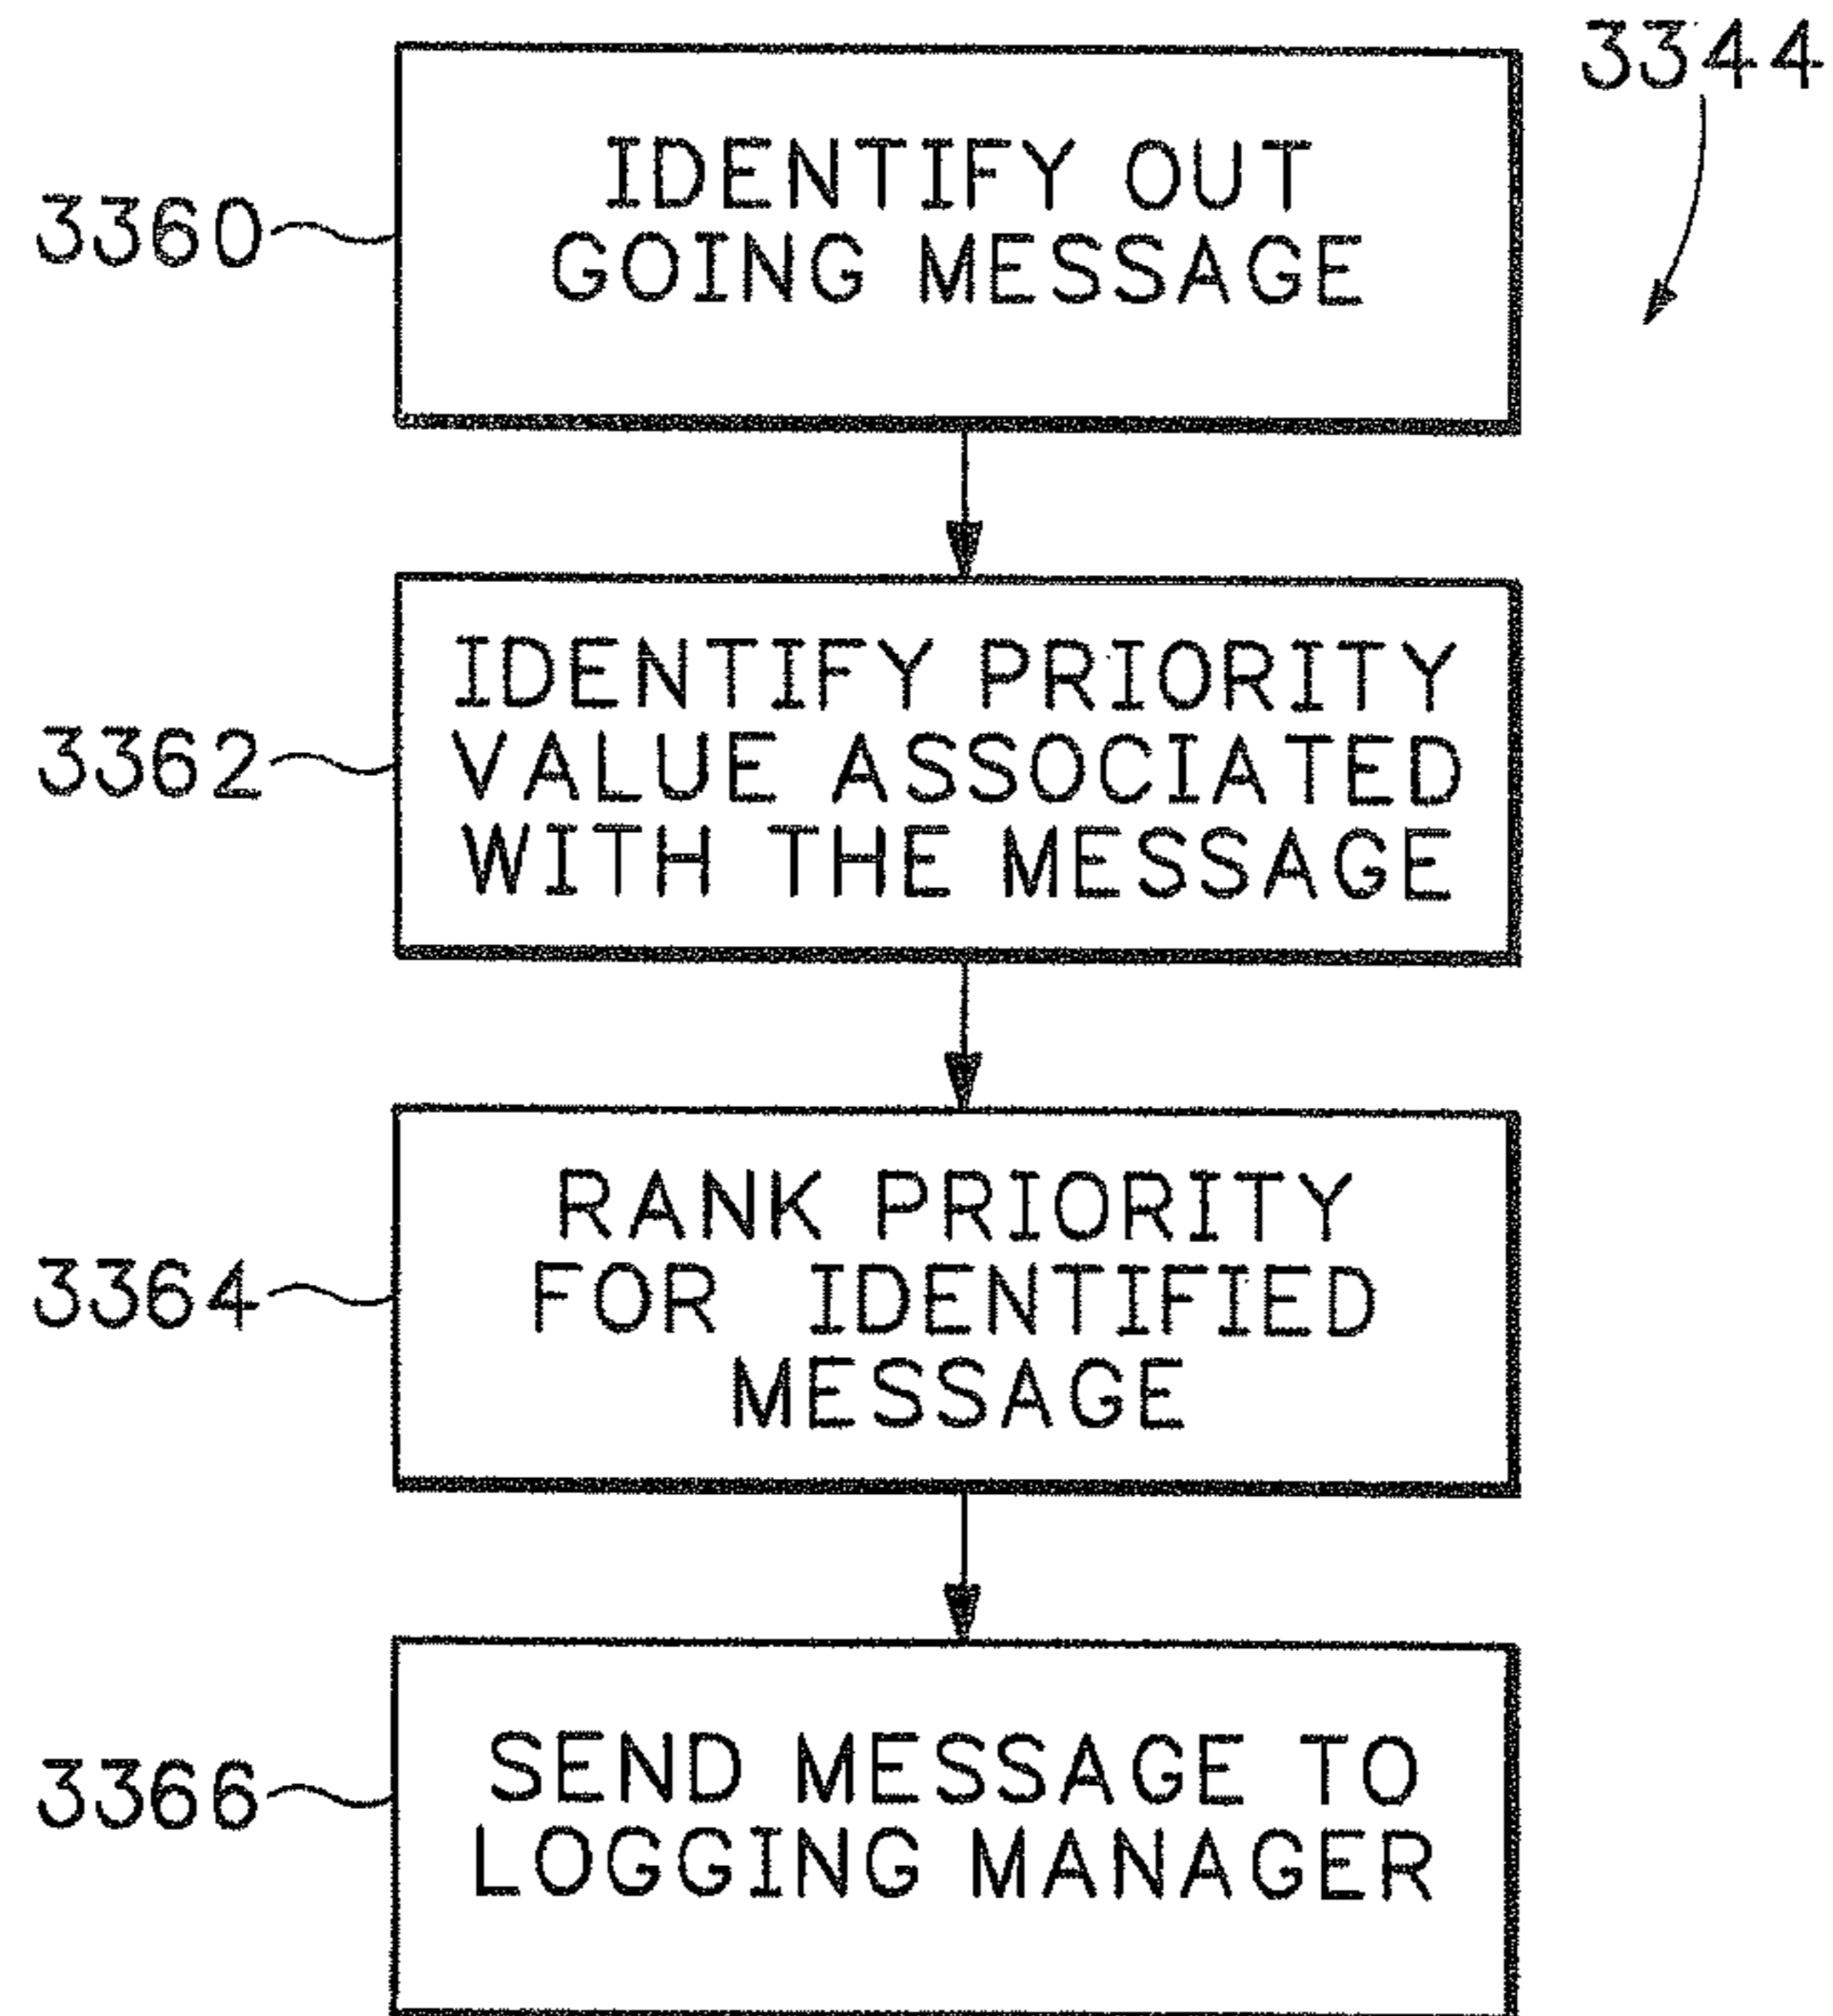 3344
3360
IDENTIFY OUT
GOING MESSAGE
3362
IDENTIFY PRIORITY
VALUE ASSOCIATED
WITH THE MESSAGE
3364
RANK PRIORITY
FOR IDENTIFIED
MESSAGE
3366
SEND MESSAGE TO
LOGGING MANAGER